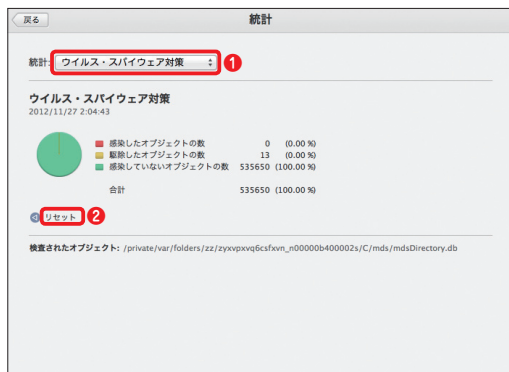 戻る
統計
統計: ウイルス・スパイウェア対策 1
ウイルス・スパイウェア対策
2012/11/27 2:04:43
感染したオブジェクトの数 0 (0.00 %)
駆除したオブジェクトの数 13 (0.00 %)
感染していないオブジェクトの数 535650 (100.00 %)
合計 535650 (100.00 %)
リセット 2
検査されたオブジェクト: /private/var/folders/zz/zyxvpxvq6csfxvn_n00000b400002s/C/mds/mdsDirectory.db